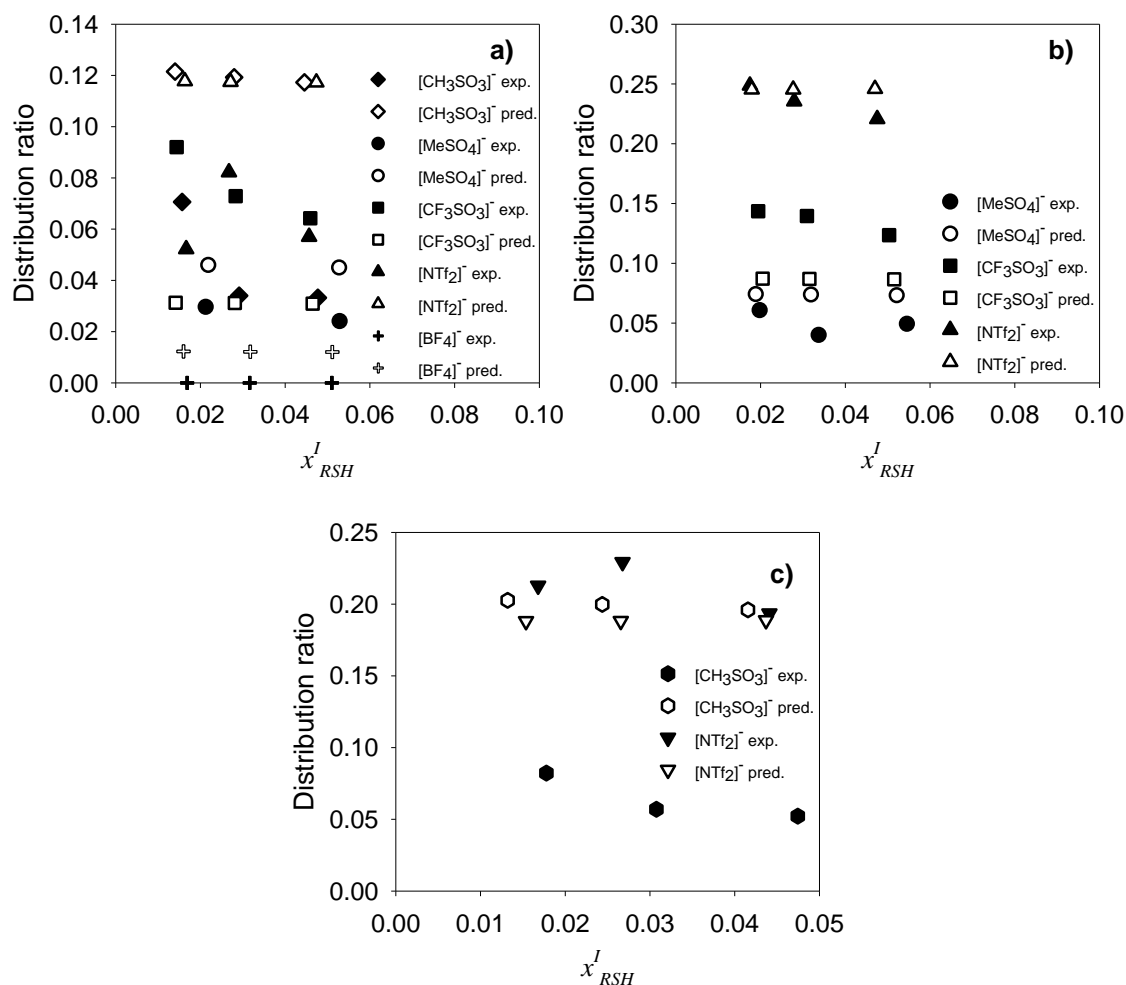 a)
Distribution ratio
0.14
0.12
0.10
0.08
0.06
0.04
0.02
0.00
0.00 0.02 0.04 0.06 0.08 0.10
x^I_RSH
[CH3SO3]- exp.
[CH3SO3]- pred.
[MeSO4]- exp.
[MeSO4]- pred.
[CF3SO3]- exp.
[CF3SO3]- pred.
[NTf2]- exp.
[NTf2]- pred.
[BF4]- exp.
[BF4]- pred.
b)
Distribution ratio
0.30
0.25
0.20
0.15
0.10
0.05
0.00
0.00 0.02 0.04 0.06 0.08 0.10
x^I_RSH
[MeSO4]- exp.
[MeSO4]- pred.
[CF3SO3]- exp.
[CF3SO3]- pred.
[NTf2]- exp.
[NTf2]- pred.
c)
Distribution ratio
0.25
0.20
0.15
0.10
0.05
0.00
0.00 0.01 0.02 0.03 0.04 0.05
x^I_RSH
[CH3SO3]- exp.
[CH3SO3]- pred.
[NTf2]- exp.
[NTf2]- pred.